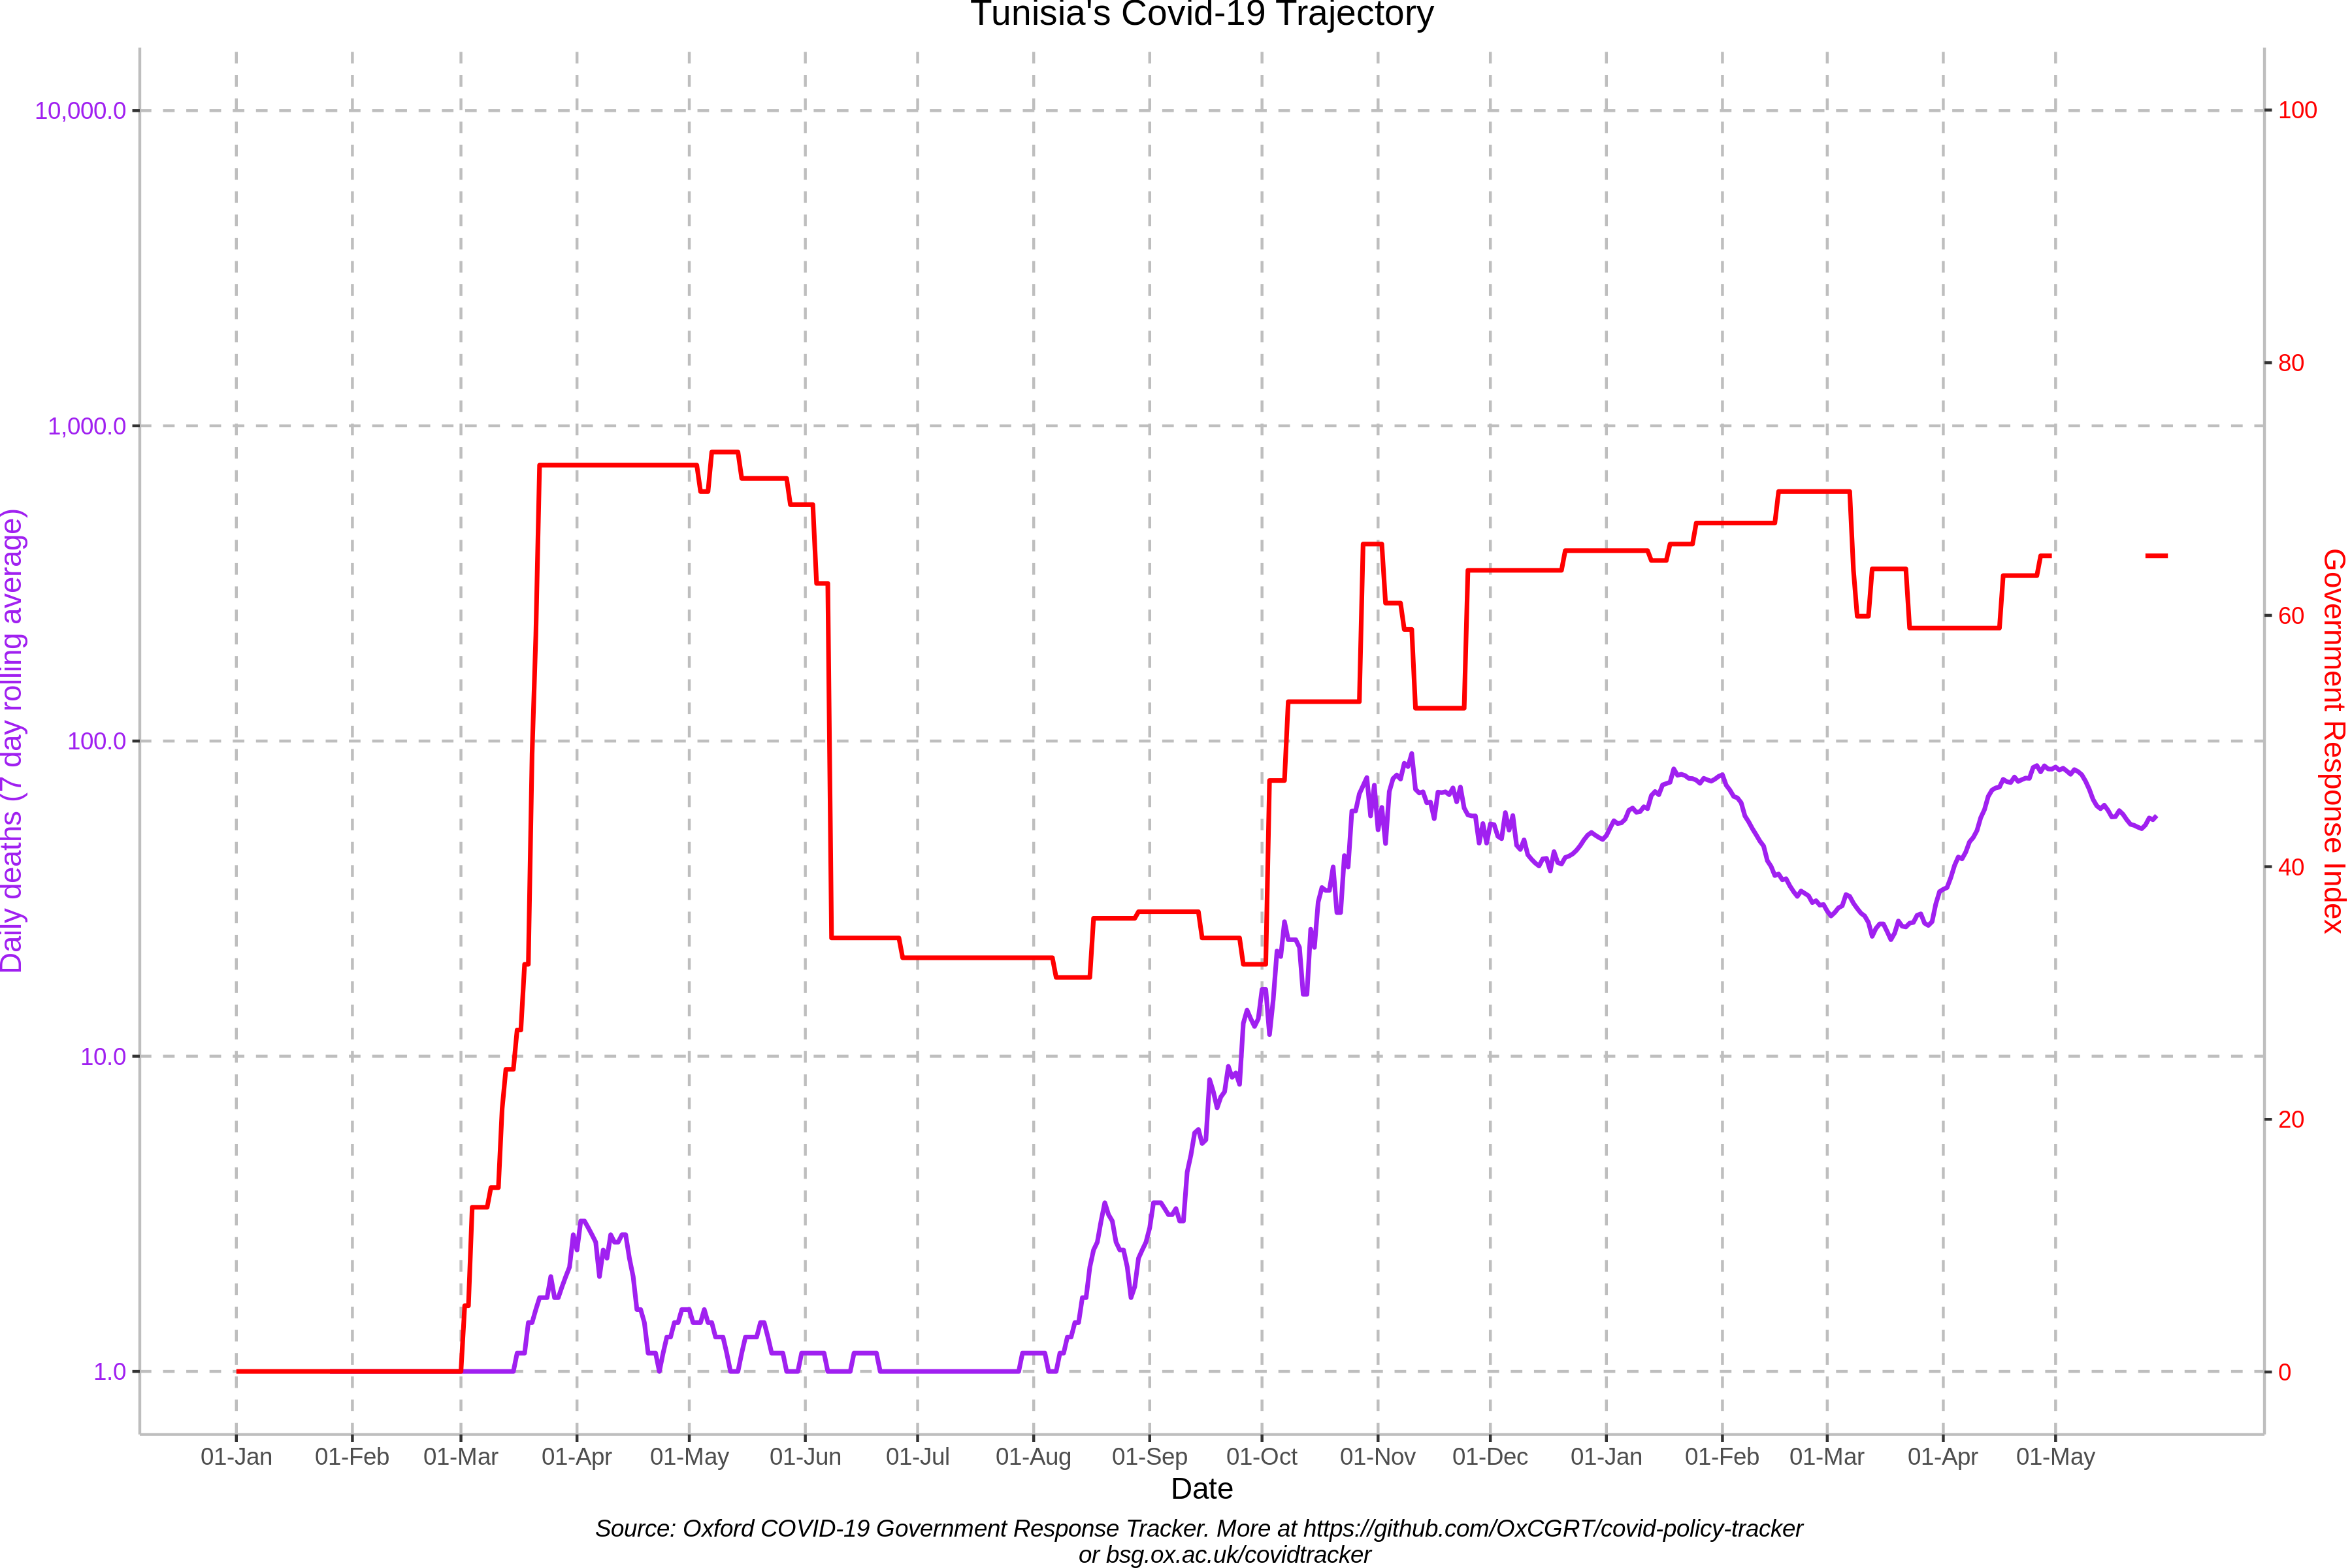 Tunisia's Covid-19 Trajectory
10,000.0
1,000.0
100.0
10.0
1.0
Daily deaths (7 day rolling average)
100
80
60
40
20
0
Government Response Index
01-Jan 01-Feb 01-Mar 01-Apr 01-May 01-Jun 01-Jul 01-Aug 01-Sep 01-Oct 01-Nov 01-Dec 01-Jan 01-Feb 01-Mar 01-Apr 01-May
Date
Source: Oxford COVID-19 Government Response Tracker. More at https://github.com/OxCGRT/covid-policy-tracker
or bsg.ox.ac.uk/covidtracker